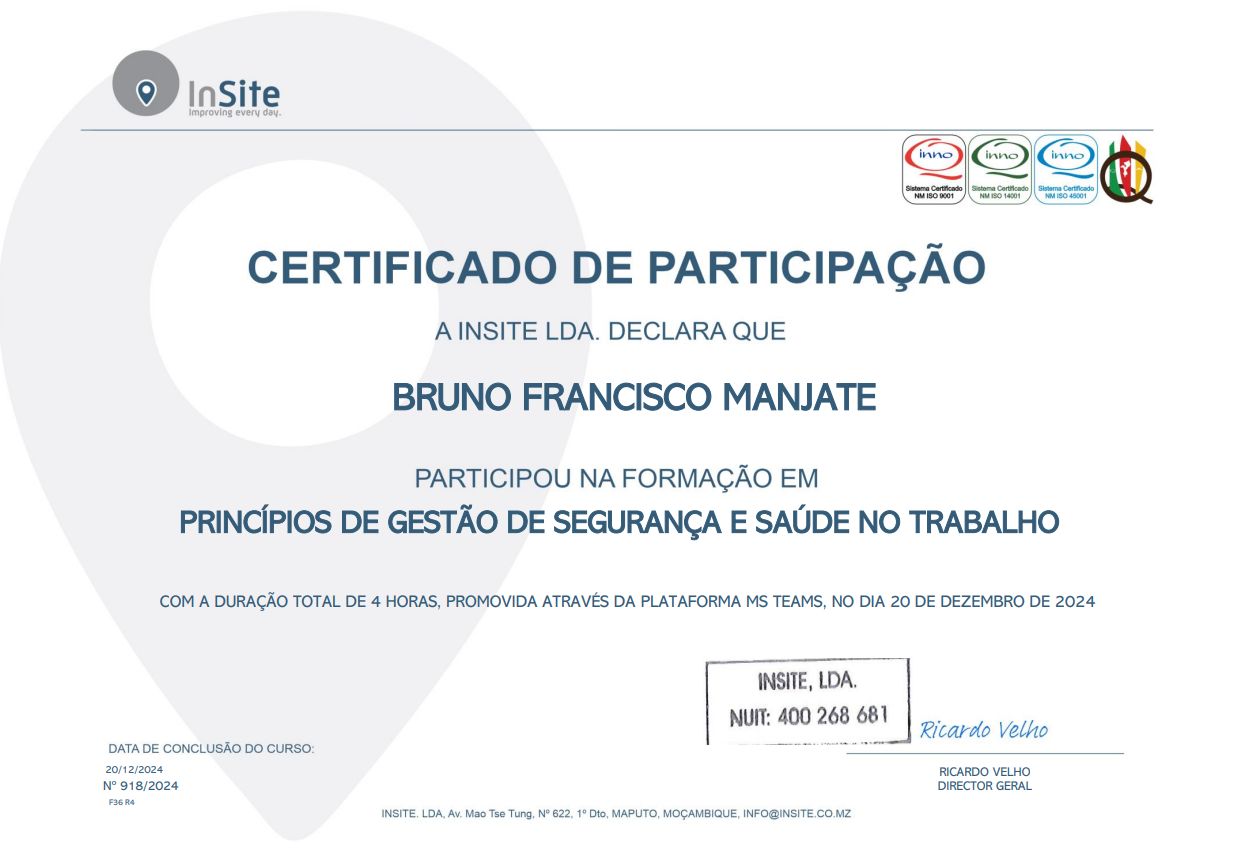 InSite
Improving every day.
inno
Sistema Certificado
NM ISO 9001
inno
Sistema Certificado
NM ISO 14001
inno
Sistema Certificado
NM ISO 45001
CERTIFICADO DE PARTICIPAÇÃO
A INSITE LDA. DECLARA QUE
BRUNO FRANCISCO MANJATE
PARTICIPOU NA FORMAÇÃO EM
PRINCÍPIOS DE GESTÃO DE SEGURANÇA E SAÚDE NO TRABALHO
COM A DURAÇÃO TOTAL DE 4 HORAS, PROMOVIDA ATRAVÉS DA PLATAFORMA MS TEAMS, NO DIA 20 DE DEZEMBRO DE 2024
INSITE, LDA.
NUIT: 400 268 681
Ricardo Velho
DATA DE CONCLUSÃO DO CURSO:
20/12/2024
Nº 918/2024
F36 R4
RICARDO VELHO
DIRECTOR GERAL
INSITE. LDA, Av. Mao Tse Tung, Nº 622, 1º Dto, MAPUTO, MOÇAMBIQUE, INFO@INSITE.CO.MZ